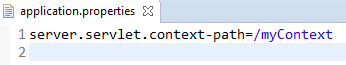 application.properties
1 server.servlet.context-path=/myContext
2